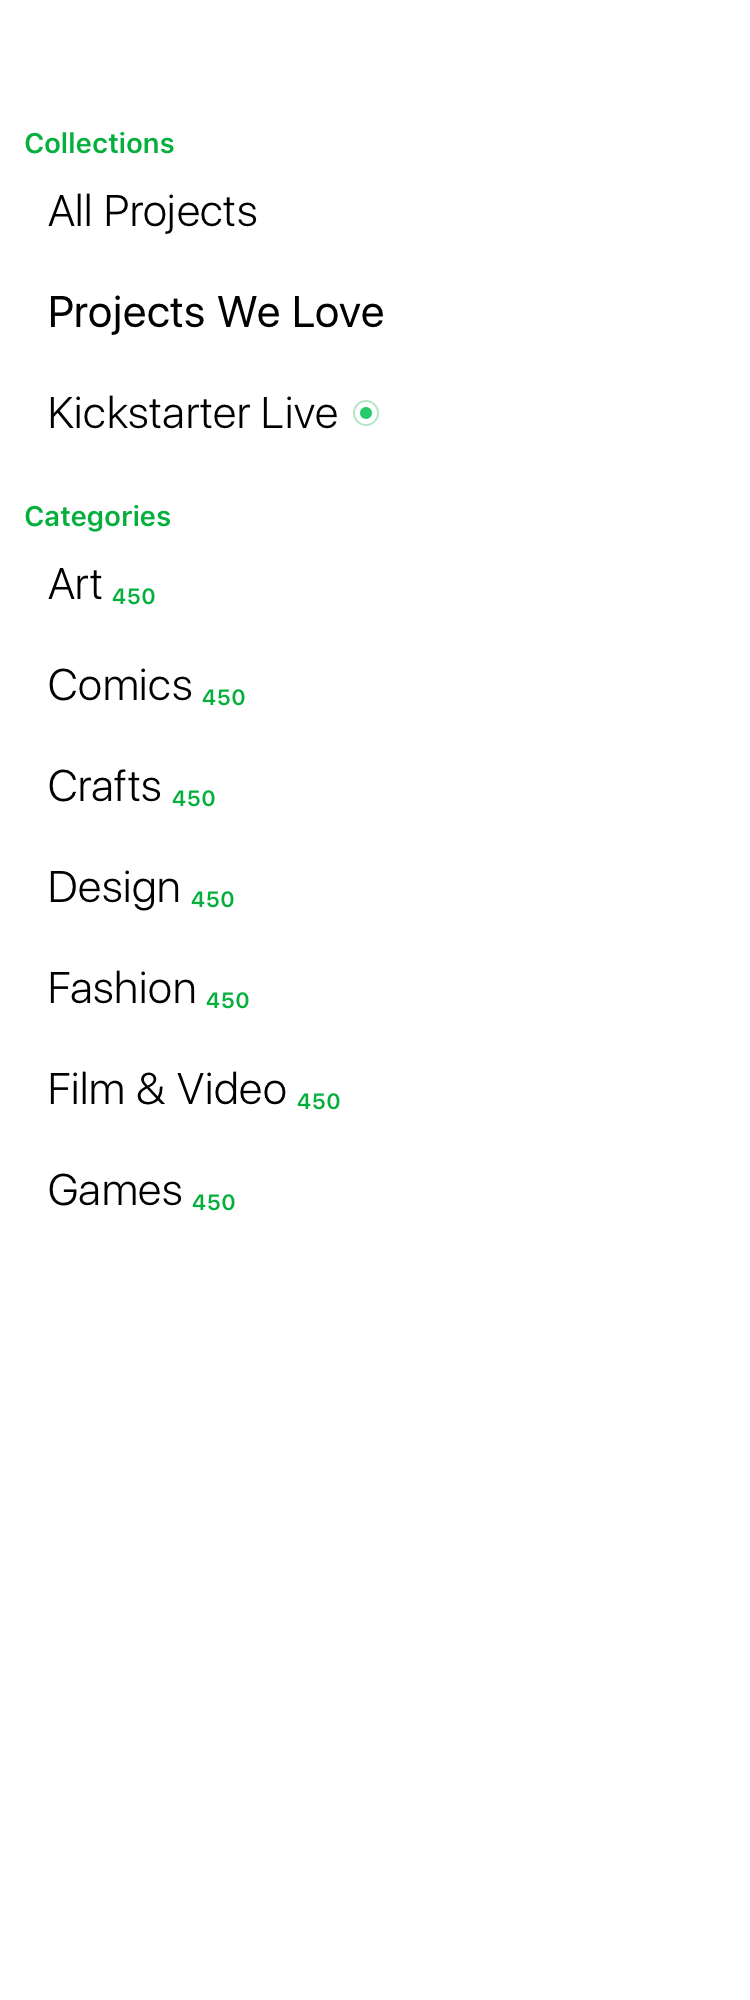 Collections
All Projects
Projects We Love
Kickstarter Live
Categories
Art 450
Comics 450
Crafts 450
Design 450
Fashion 450
Film & Video 450
Games 450